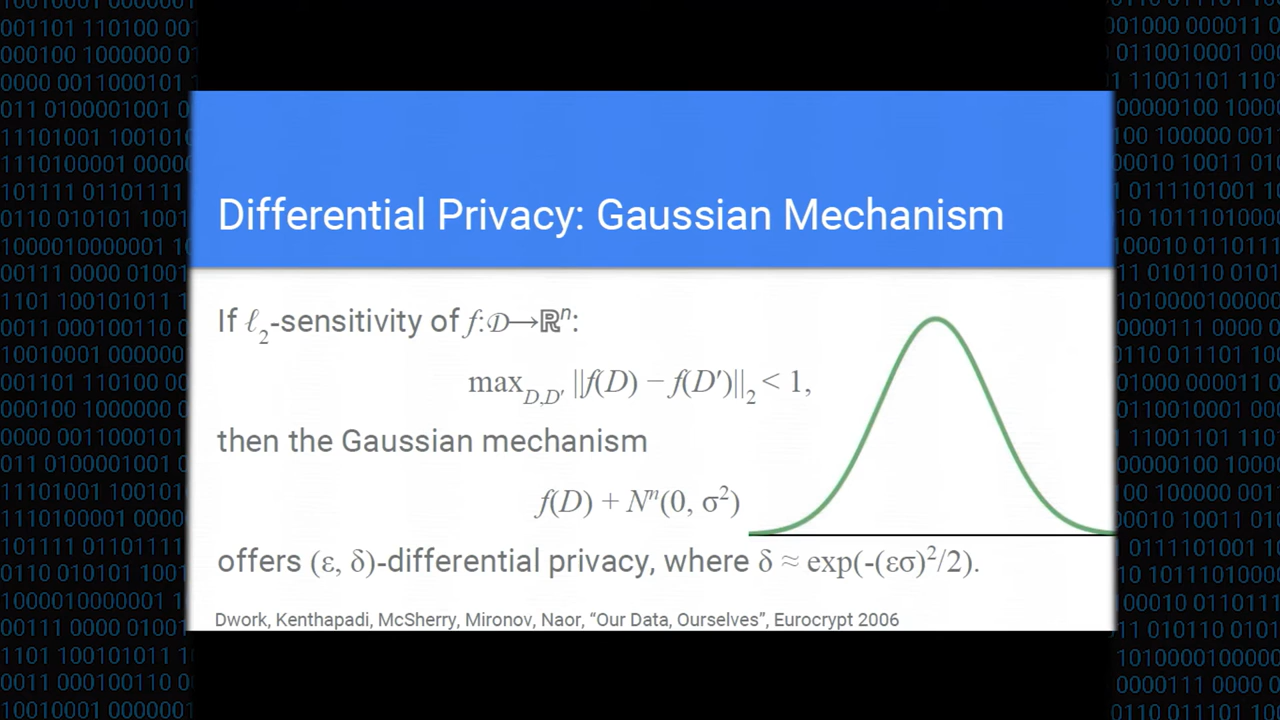 Differential Privacy: Gaussian Mechanism
If ℓ₂-sensitivity of f:𝒟→ℝⁿ:
max_D,D′ ||f(D) − f(D′)||₂ < 1,
then the Gaussian mechanism
f(D) + Nⁿ(0, σ²)
offers (ε, δ)-differential privacy, where δ ≈ exp(-(εσ)²/2).
Dwork, Kenthapadi, McSherry, Mironov, Naor, “Our Data, Ourselves”, Eurocrypt 2006